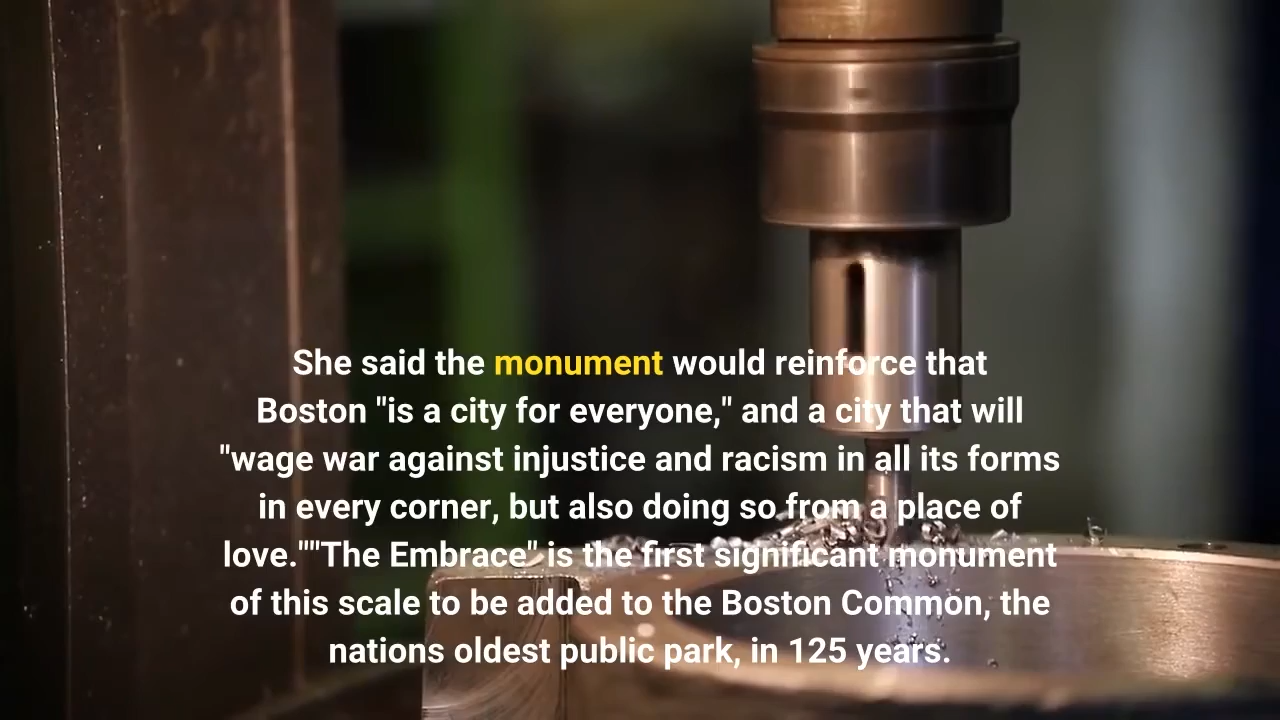 She said the monument would reinforce that
Boston "is a city for everyone," and a city that will
"wage war against injustice and racism in all its forms
in every corner, but also doing so from a place of
love.""The Embrace" is the first significant monument
of this scale to be added to the Boston Common, the
nations oldest public park, in 125 years.